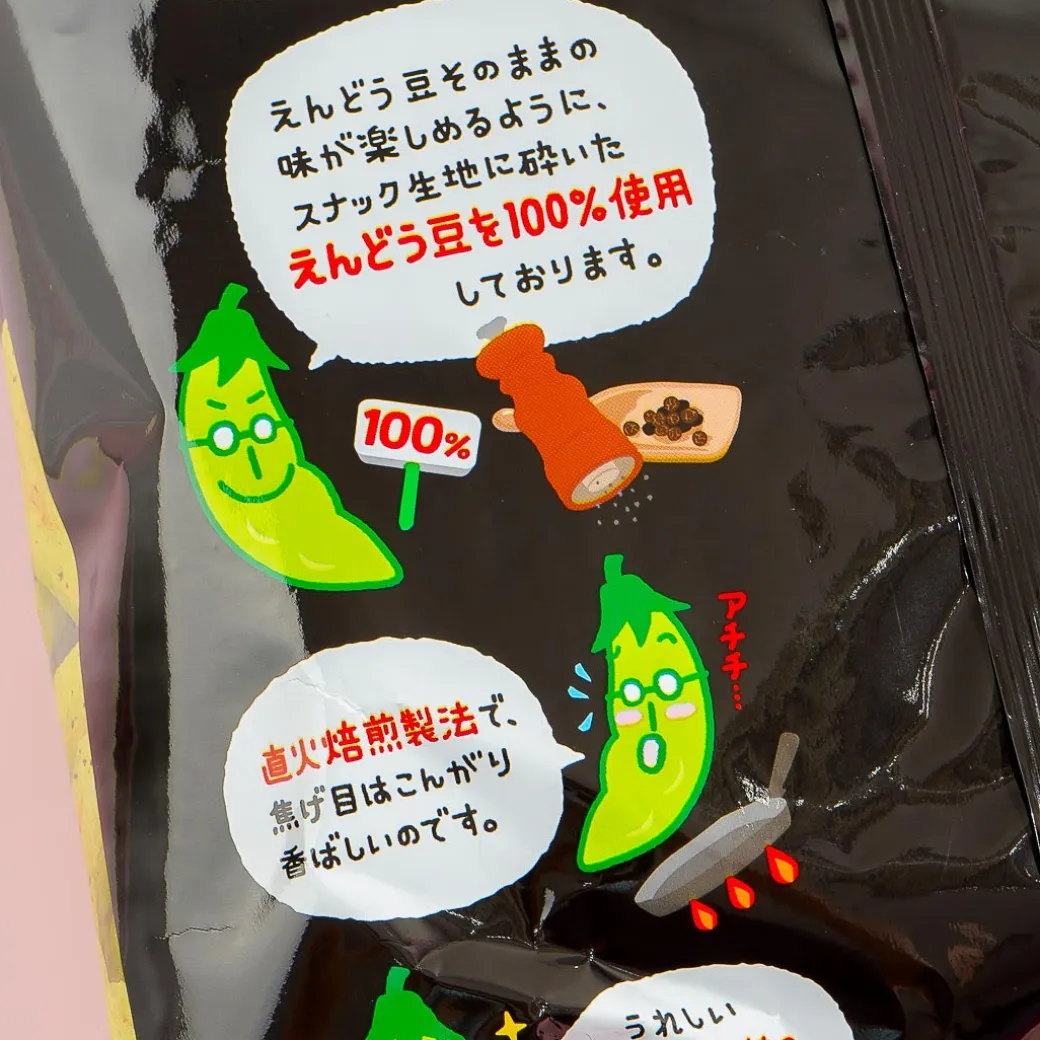 えんどう豆そのままの
味が楽しめるように、
スナック生地に砕いた
えんどう豆を100%使用
しております。
100%
アチチ…
直火焙煎製法で、
焦げ目はこんがり
香ばしいのです。
うれしい